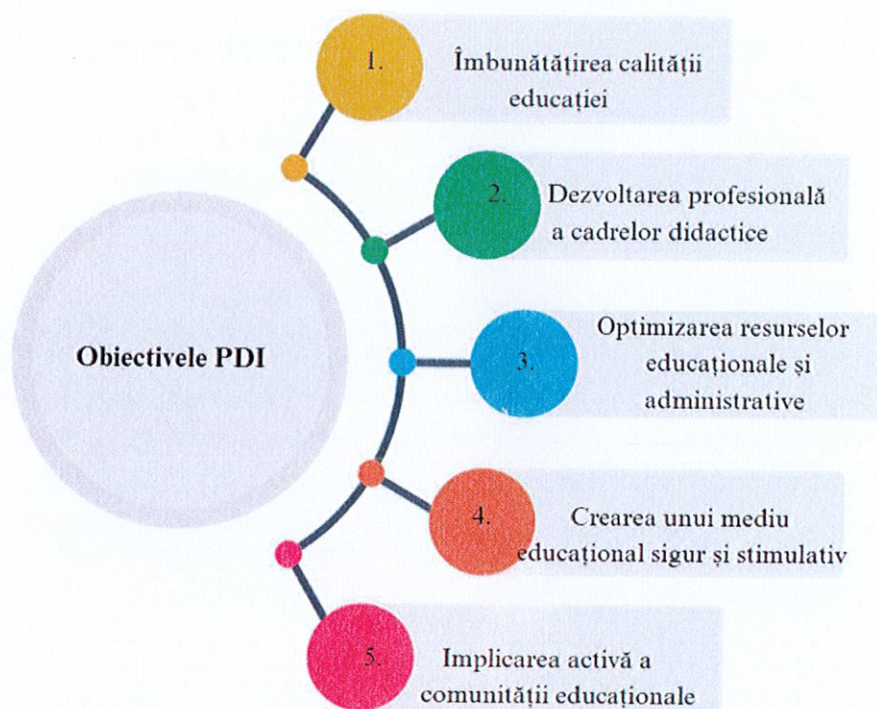 Obiectivele PDI
1.
Îmbunătățirea calității
educației
2.
Dezvoltarea profesională
a cadrelor didactice
3.
Optimizarea resurselor
educaționale și
administrative
4.
Crearea unui mediu
educațional sigur și stimulativ
5.
Implicarea activă a
comunității educaționale